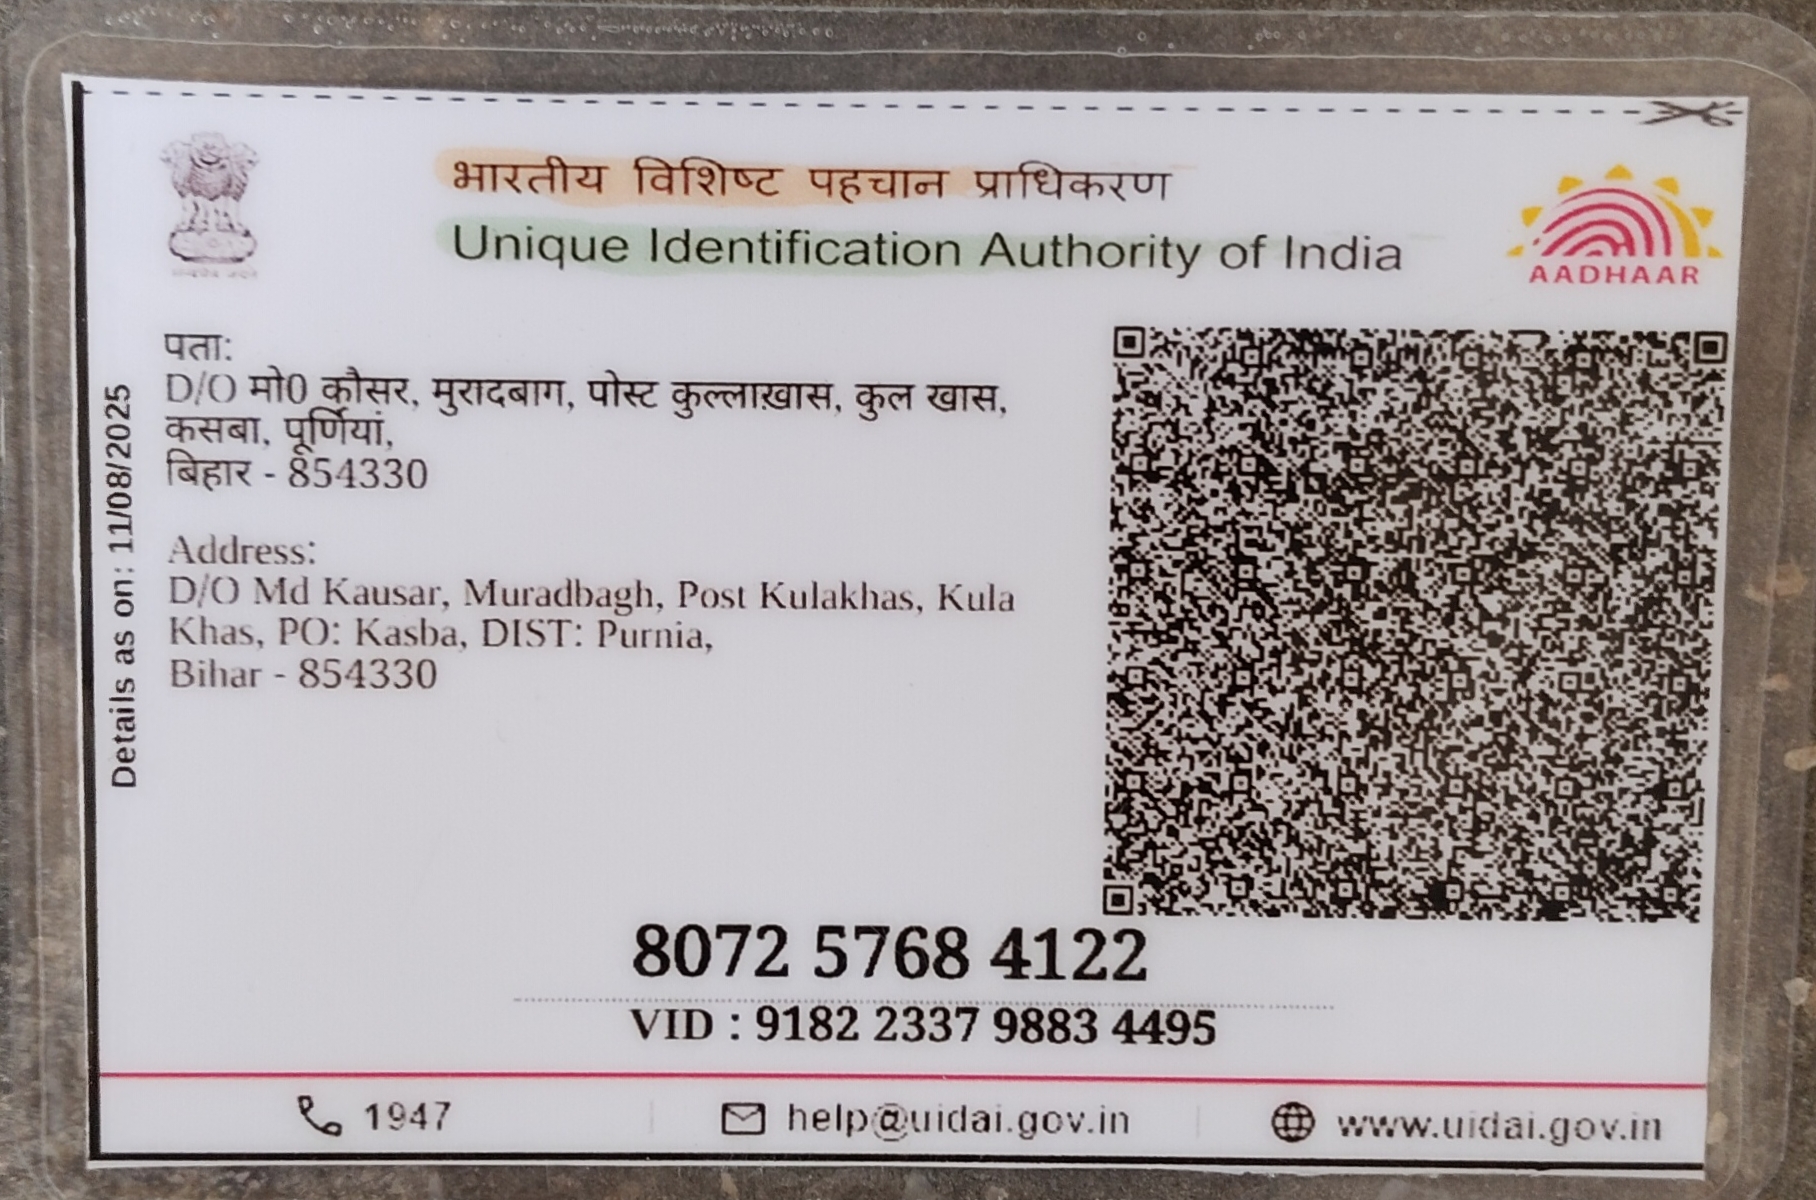 भारतीय विशिष्ट पहचान प्राधिकरण
Unique Identification Authority of India
AADHAAR
Details as on: 11/08/2025
पता:
D/O मो0 कौसर, मुरादबाग, पोस्ट कुल्लाख़ास, कुल खास,
कसबा, पूर्णियां,
बिहार - 854330
Address:
D/O Md Kausar, Muradbagh, Post Kulakhas, Kula
Khas, PO: Kasba, DIST: Purnia,
Bihar - 854330
8072 5768 4122
VID : 9182 2337 9883 4495
1947
help@uidai.gov.in
www.uidai.gov.in